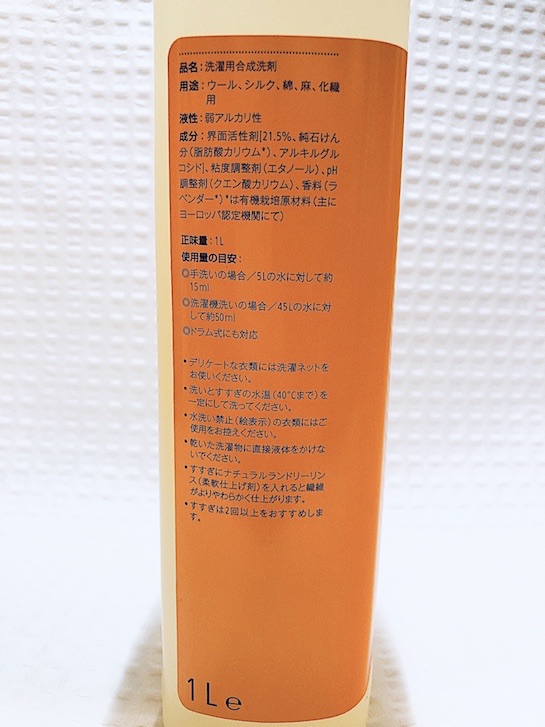 品名：洗濯用合成洗剤
用途：ウール、シルク、綿、麻、化繊
用
液性：弱アルカリ性
成分：界面活性剤[21.5%、純石けん
分（脂肪酸カリウム*）、アルキルグル
コシド]、粘度調整剤（エタノール）、pH
調整剤（クエン酸カリウム）、香料（ラ
ベンダー*）*は有機栽培原材料（主に
ヨーロッパ認定機関にて）
正味量：1L
使用量の目安：
◎手洗いの場合／5Lの水に対して約
15ml
◎洗濯機洗いの場合／45Lの水に対
して約50ml
◎ドラム式にも対応
•デリケートな衣類には洗濯ネットを
お使いください。
•洗いとすすぎの水温（40℃まで）を
一定にして洗ってください。
•水洗い禁止（絵表示）の衣類にはご
使用をお控えください。
•乾いた洗濯物に直接液体をかけな
いでください。
•すすぎにナチュラルランドリーリン
ス（柔軟仕上げ剤）を入れると繊維
がよりやわらかく仕上がります。
•すすぎは2回以上をおすすめしま
す。
1L℮